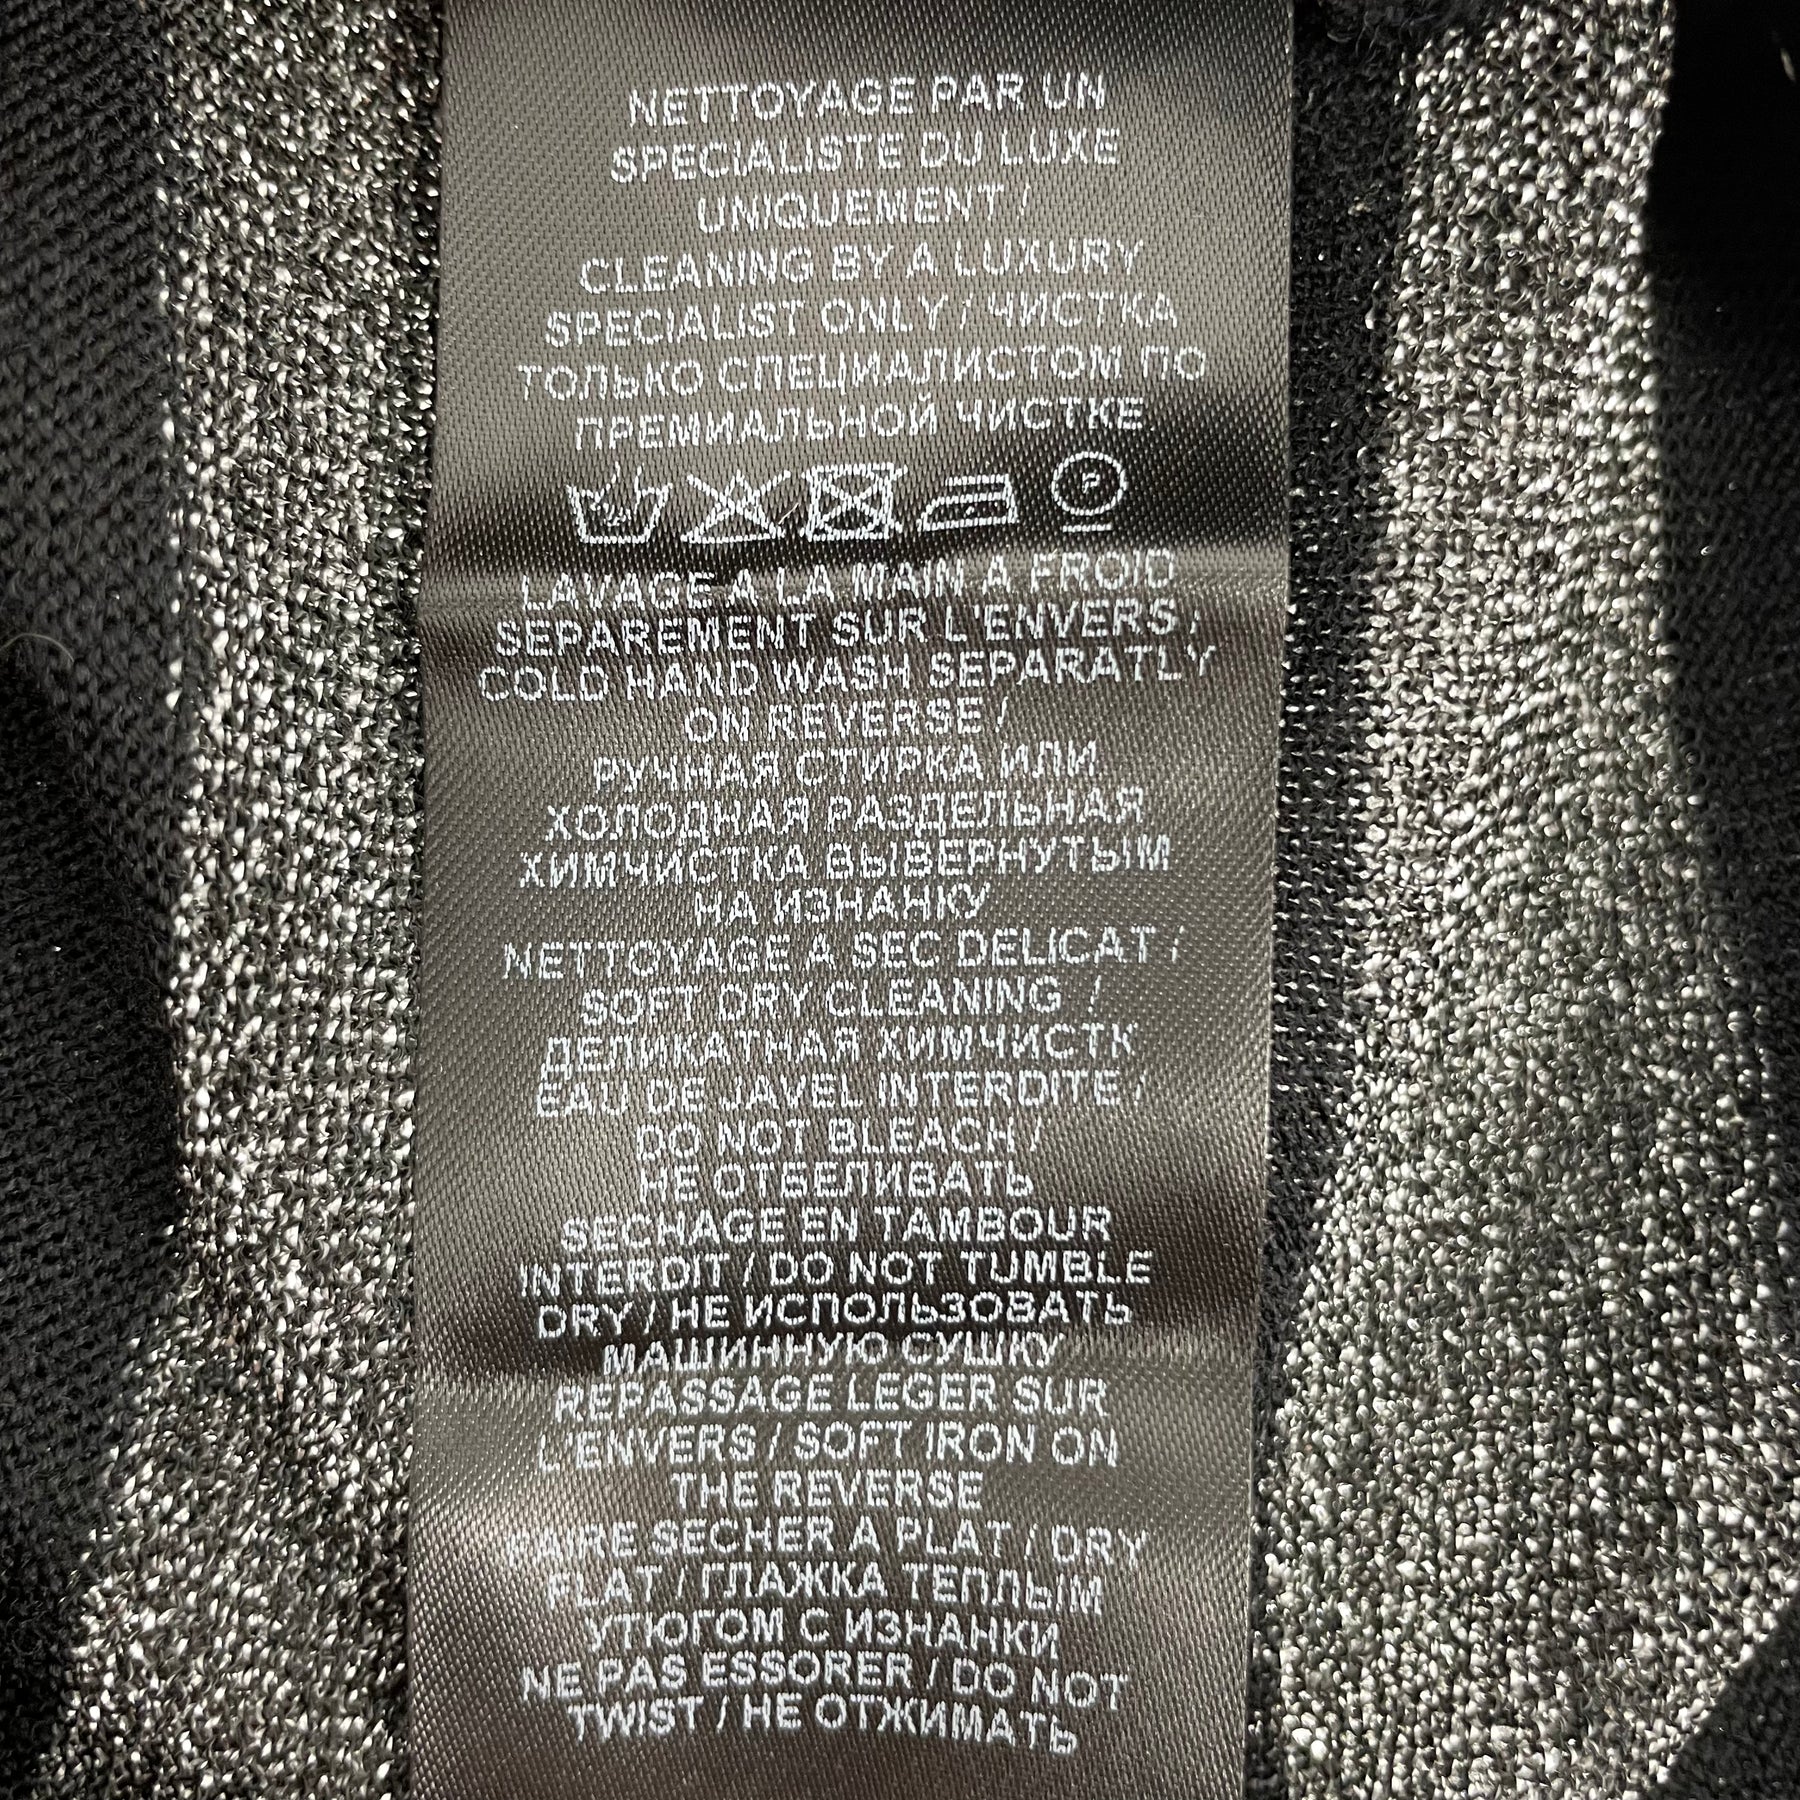 NETTOYAGE PAR UN
SPECIALISTE DU LUXE
UNIQUEMENT /
CLEANING BY A LUXURY
SPECIALIST ONLY / ЧИСТКА
ТОЛЬКО СПЕЦИАЛИСТОМ ПО
ПРЕМИАЛЬНОЙ ЧИСТКЕ
P
LAVAGE A LA MAIN A FROID
SEPAREMENT SUR L'ENVERS /
COLD HAND WASH SEPARATLY
ON REVERSE /
РУЧНАЯ СТИРКА ИЛИ
ХОЛОДНАЯ РАЗДЕЛЬНАЯ
ХИМЧИСТКА ВЫВЕРНУТЫМ
НА ИЗНАНКУ
NETTOYAGE A SEC DELICAT /
SOFT DRY CLEANING /
ДЕЛИКАТНАЯ ХИМЧИСТК
EAU DE JAVEL INTERDITE /
DO NOT BLEACH /
НЕ ОТБЕЛИВАТЬ
SECHAGE EN TAMBOUR
INTERDIT / DO NOT TUMBLE
DRY / НЕ ИСПОЛЬЗОВАТЬ
МАШИННУЮ СУШКУ
REPASSAGE LEGER SUR
L'ENVERS / SOFT IRON ON
THE REVERSE
FAIRE SECHER A PLAT / DRY
FLAT / ГЛАЖКА ТЕПЛЫМ
УТЮГОМ С ИЗНАНКИ
NE PAS ESSORER / DO NOT
TWIST / НЕ ОТЖИМАТЬ